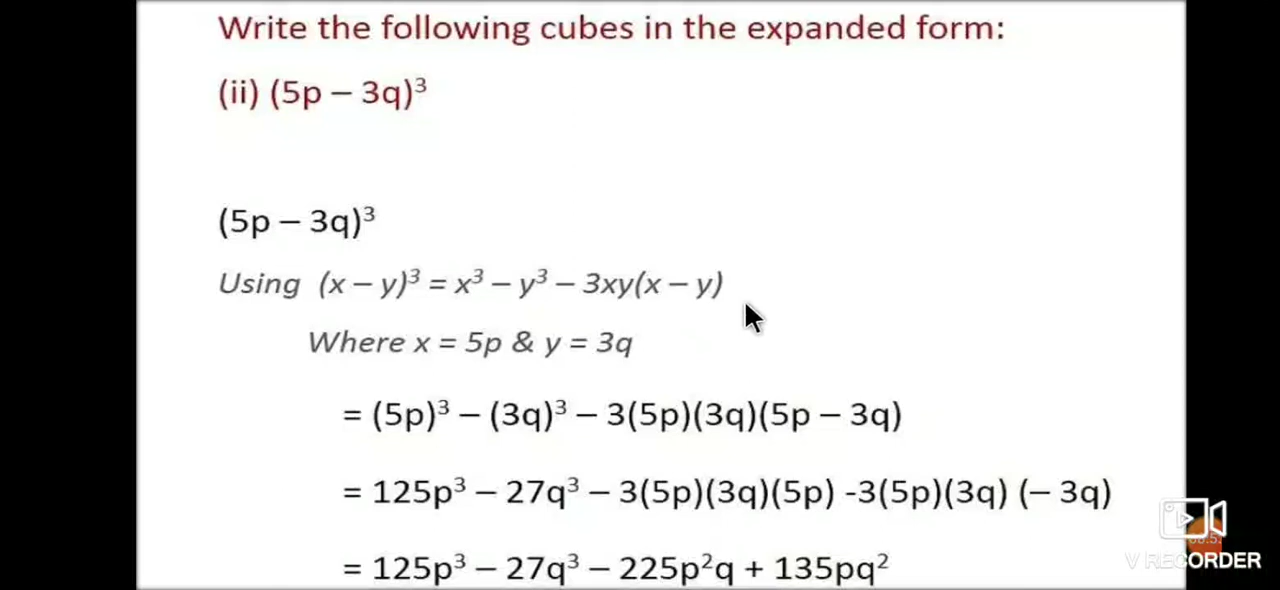 Write the following cubes in the expanded form:
(ii) (5p – 3q)³
(5p – 3q)³
Using (x – y)³ = x³ – y³ – 3xy(x – y)
Where x = 5p & y = 3q
= (5p)³ – (3q)³ – 3(5p)(3q)(5p – 3q)
= 125p³ – 27q³ – 3(5p)(3q)(5p) -3(5p)(3q) (– 3q)
= 125p³ – 27q³ – 225p²q + 135pq²
V RECORDER